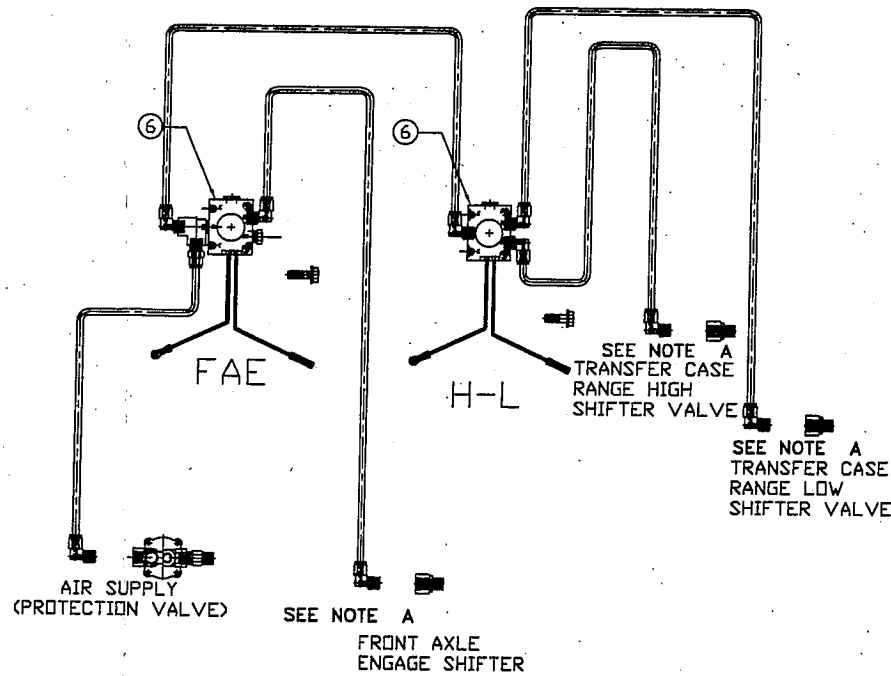 6
6
FAE
H-L
SEE NOTE A
TRANSFER CASE
RANGE HIGH
SHIFTER VALVE
SEE NOTE A
TRANSFER CASE
RANGE LOW
SHIFTER VALVE
AIR SUPPLY
(PROTECTION VALVE)
SEE NOTE A
FRONT AXLE
ENGAGE SHIFTER